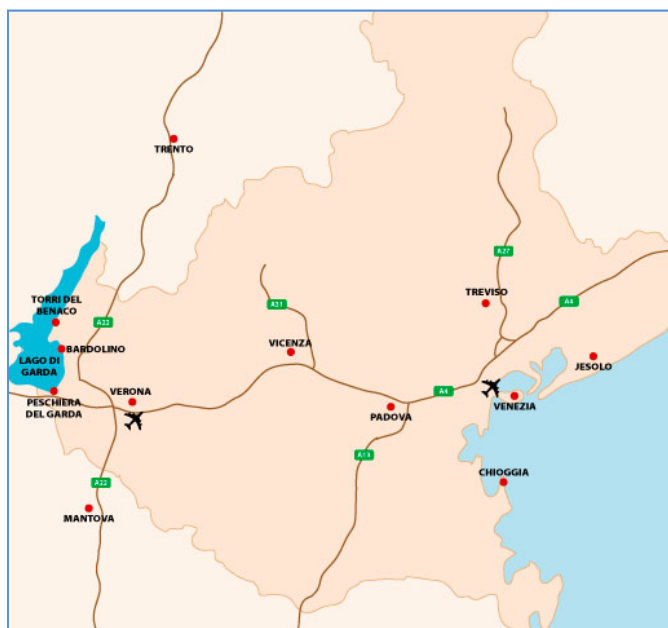 TRENTO
A27
TREVISO
A4
TORRI DEL
BENACO
A31
A22
VICENZA
BARDOLINO
LAGO DI
GARDA
JESOLO
VERONA
A4
PESCHIERA
DEL GARDA
VENEZIA
PADOVA
A13
CHIOGGIA
A22
MANTOVA